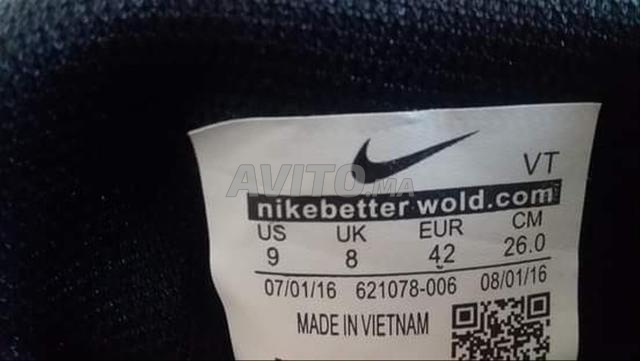 VT
AVITO.ma
nikebetter wold.com
US UK EUR CM
9 8 42 26.0
07/01/16 621078-006 08/01/16
MADE IN VIETNAM